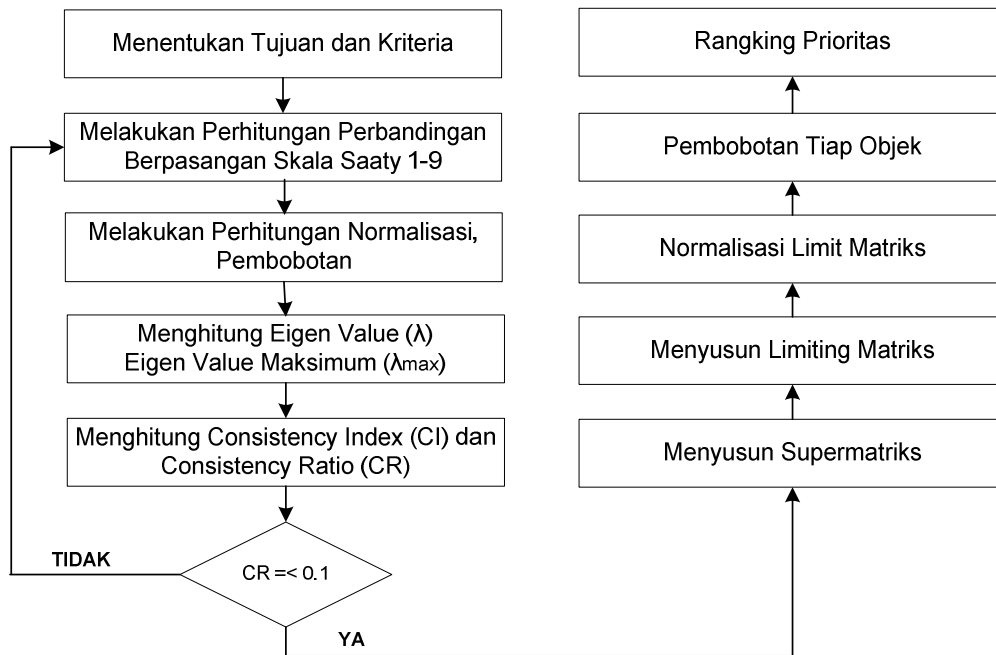 Menentukan Tujuan dan Kriteria
Melakukan Perhitungan Perbandingan
Berpasangan Skala Saaty 1-9
Melakukan Perhitungan Normalisasi,
Pembobotan
Menghitung Eigen Value (λ)
Eigen Value Maksimum (λmax)
Menghitung Consistency Index (CI) dan
Consistency Ratio (CR)
CR =< 0.1
TIDAK
YA
Menyusun Supermatriks
Menyusun Limiting Matriks
Normalisasi Limit Matriks
Pembobotan Tiap Objek
Rangking Prioritas